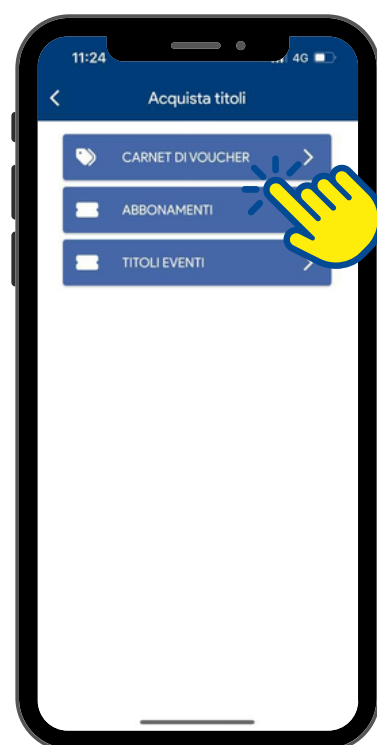 11:24
4G
Acquista titoli
CARNET DI VOUCHER
ABBONAMENTI
TITOLI EVENTI